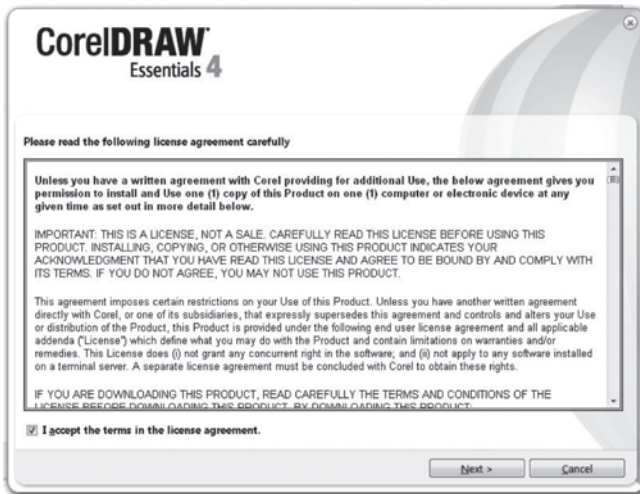 CorelDRAW
Essentials 4
Please read the following license agreement carefully
Unless you have a written agreement with Corel providing for additional Use, the below agreement gives you
permission to install and Use one (1) copy of this Product on one (1) computer or electronic device at any
given time as set out in more detail below.
IMPORTANT: THIS IS A LICENSE, NOT A SALE. CAREFULLY READ THIS LICENSE BEFORE USING THIS
PRODUCT. INSTALLING, COPYING, OR OTHERWISE USING THIS PRODUCT INDICATES YOUR
ACKNOWLEDGMENT THAT YOU HAVE READ THIS LICENSE AND AGREE TO BE BOUND BY AND COMPLY WITH
ITS TERMS. IF YOU DO NOT AGREE, YOU MAY NOT USE THIS PRODUCT.
This agreement imposes certain restrictions on your Use of this Product. Unless you have another written agreement
directly with Corel, or one of its subsidiaries, that expressly supersedes this agreement and controls and alters your Use
or distribution of the Product, this Product is provided under the following end user license agreement and all applicable
addenda ("License") which define what you may do with the Product and contain limitations on warranties and/or
remedies. This License does (i) not grant any concurrent right in the software; and (ii) not apply to any software installed
on a terminal server. A separate license agreement must be concluded with Corel to obtain these rights.
IF YOU ARE DOWNLOADING THIS PRODUCT, READ CAREFULLY THE TERMS AND CONDITIONS OF THE
LICENSE BEFORE DOWNLOADING THIS PRODUCT. BY DOWNLOADING THIS PRODUCT:
I accept the terms in the license agreement.
Next >
Cancel